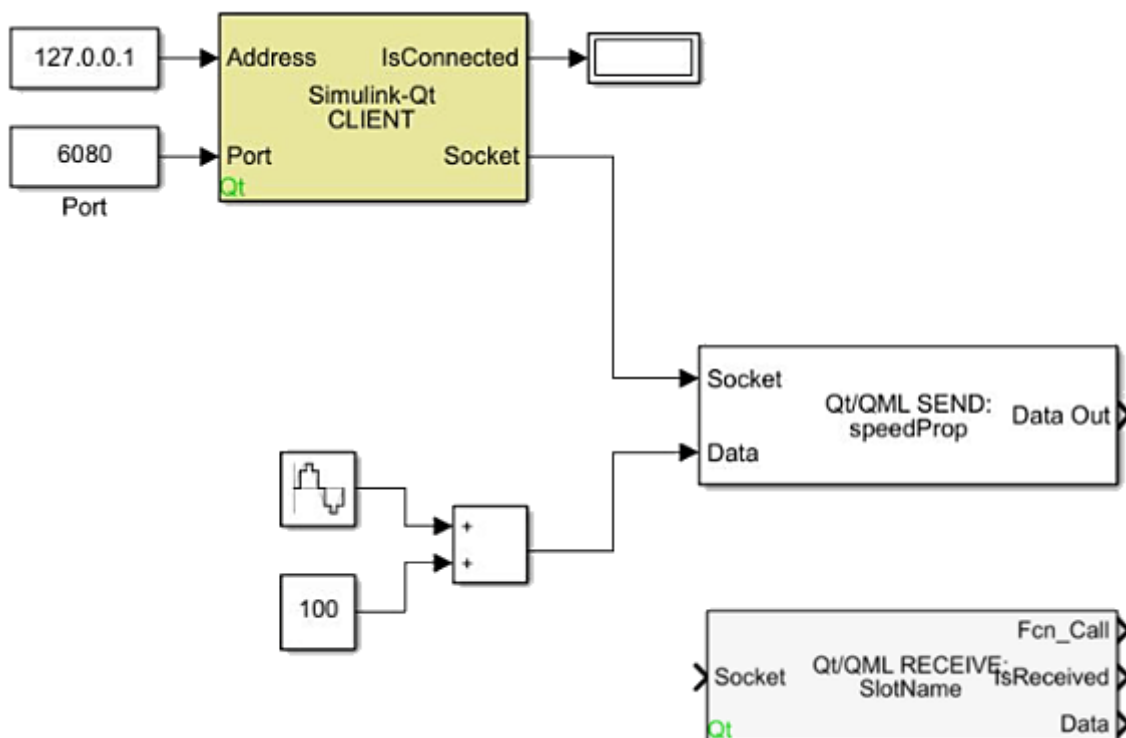 127.0.0.1
Address
IsConnected
Simulink-Qt
CLIENT
6080
Port
Socket
Qt
Port
Socket
Qt/QML SEND:
speedProp
Data Out
Data
+
+
100
Fcn_Call
Socket
Qt/QML RECEIVE:
SlotName
IsReceived
Data
Qt